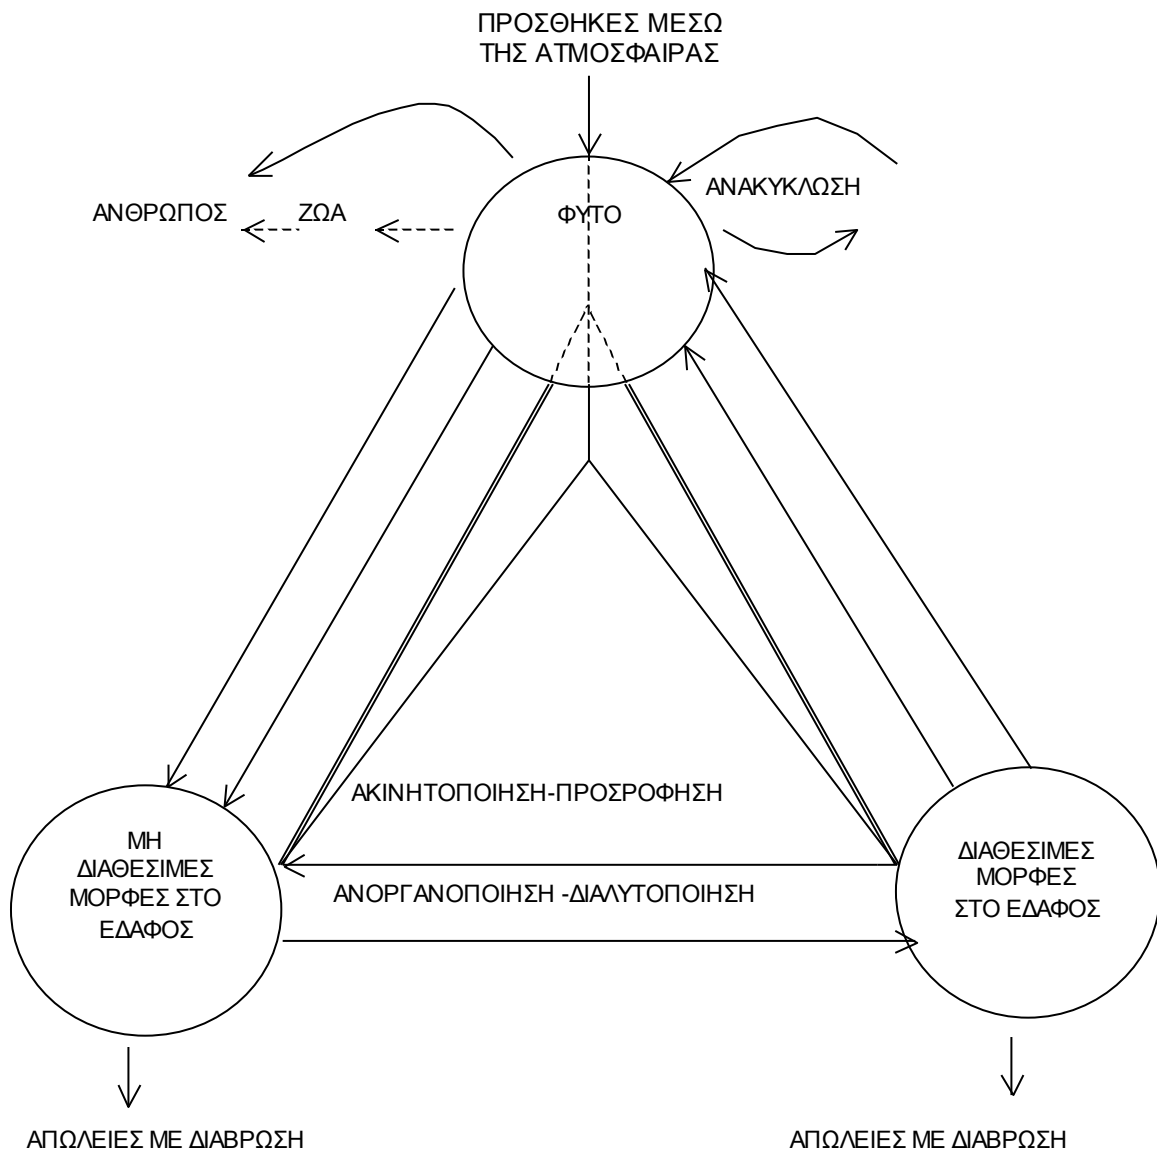 ΠΡΟΣΘΗΚΕΣ ΜΕΣΩ
ΤΗΣ ΑΤΜΟΣΦΑΙΡΑΣ
ΑΝΑΚΥΚΛΩΣΗ
ΑΝΘΡΩΠΟΣ
ΖΩΑ
ΦΥΤΟ
ΑΚΙΝΗΤΟΠΟΙΗΣΗ-ΠΡΟΣΡΟΦΗΣΗ
ΑΝΟΡΓΑΝΟΠΟΙΗΣΗ -ΔΙΑΛΥΤΟΠΟΙΗΣΗ
ΜΗ
ΔΙΑΘΕΣΙΜΕΣ
ΜΟΡΦΕΣ ΣΤΟ
ΕΔΑΦΟΣ
ΔΙΑΘΕΣΙΜΕΣ
ΜΟΡΦΕΣ
ΣΤΟ ΕΔΑΦΟΣ
ΑΠΩΛΕΙΕΣ ΜΕ ΔΙΑΒΡΩΣΗ
ΑΠΩΛΕΙΕΣ ΜΕ ΔΙΑΒΡΩΣΗ